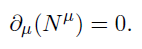 ∂_μ(N^μ) = 0.